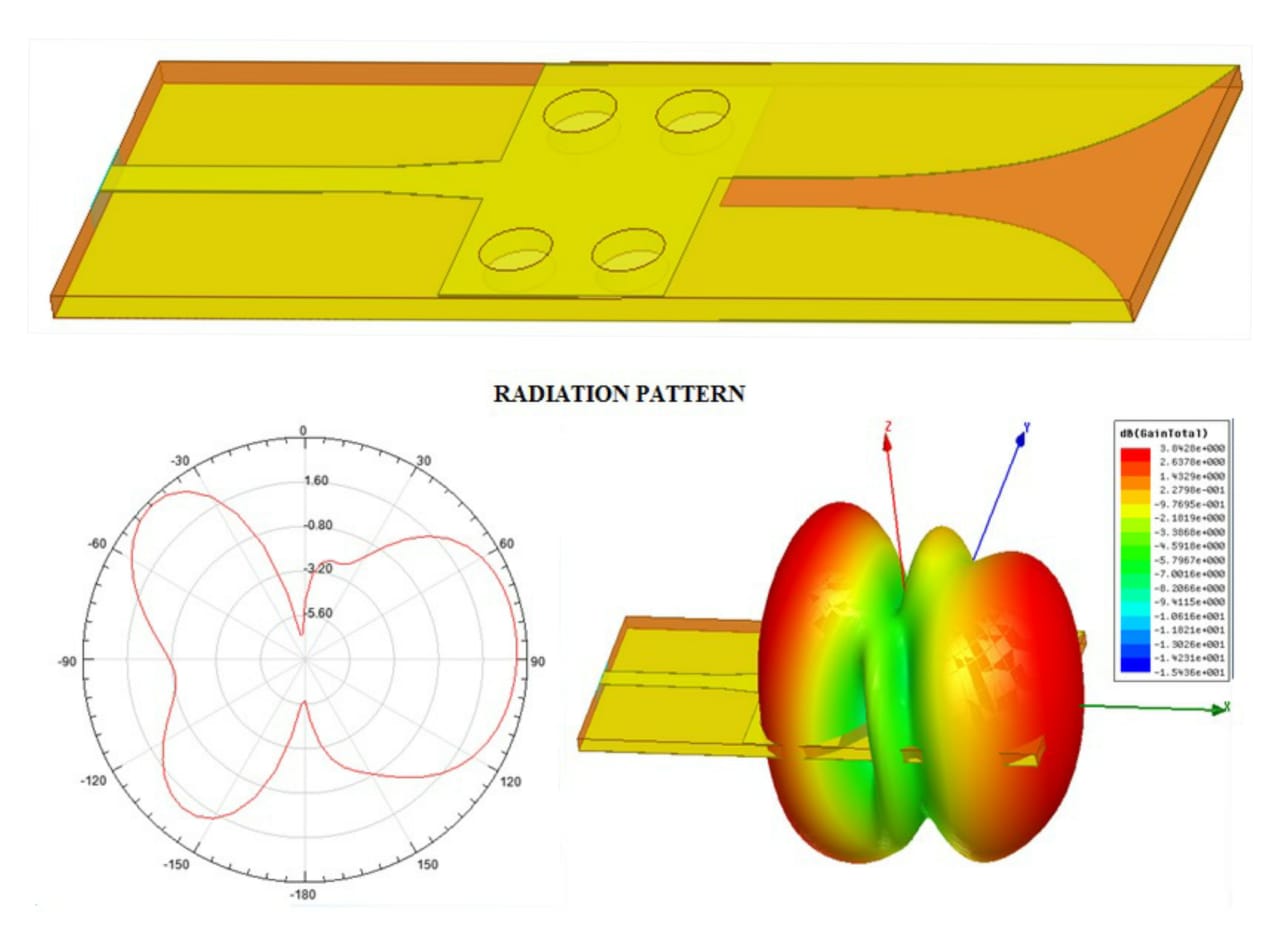 RADIATION PATTERN
0
-30
30
1.60
-0.80
-60
60
-3.20
-5.60
-90
90
-120
120
-150
150
-180
Z
Y
X
dB(GainTotal)
3.8428e+000
2.6378e+000
1.4329e+000
2.2798e-001
-9.7695e-001
-2.1819e+000
-3.3868e+000
-4.5918e+000
-5.7967e+000
-7.0016e+000
-8.2066e+000
-9.4115e+000
-1.0616e+001
-1.1821e+001
-1.3026e+001
-1.4231e+001
-1.5436e+001